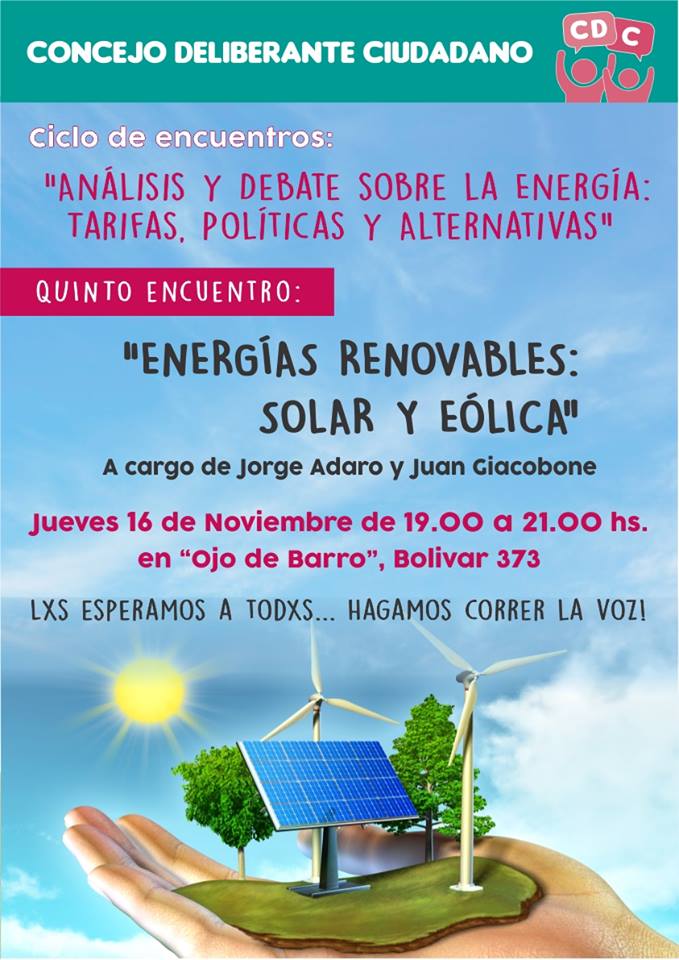 CONCEJO DELIBERANTE CIUDADANO
CD
C
Ciclo de encuentros:
"ANÁLISIS Y DEBATE SOBRE LA ENERGÍA:
TARIFAS, POLÍTICAS Y ALTERNATIVAS"
QUINTO ENCUENTRO:
"ENERGÍAS RENOVABLES:
SOLAR Y EÓLICA"
A cargo de Jorge Adaro y Juan Giacobone
Jueves 16 de Noviembre de 19.00 a 21.00 hs.
en “Ojo de Barro”, Bolivar 373
LXS ESPERAMOS A TODXS... HAGAMOS CORRER LA VOZ!